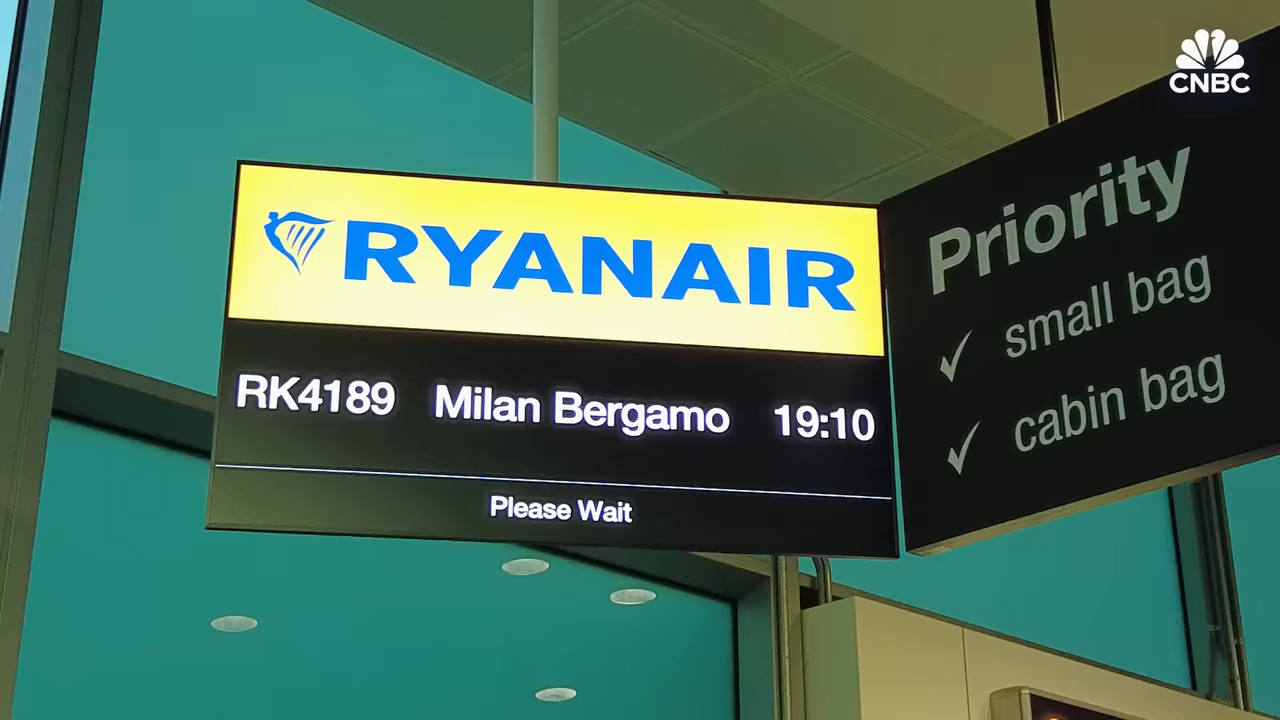 CNBC
RYANAIR
RK4189 Milan Bergamo 19:10
Please Wait
Priority
✓ small bag
✓ cabin bag